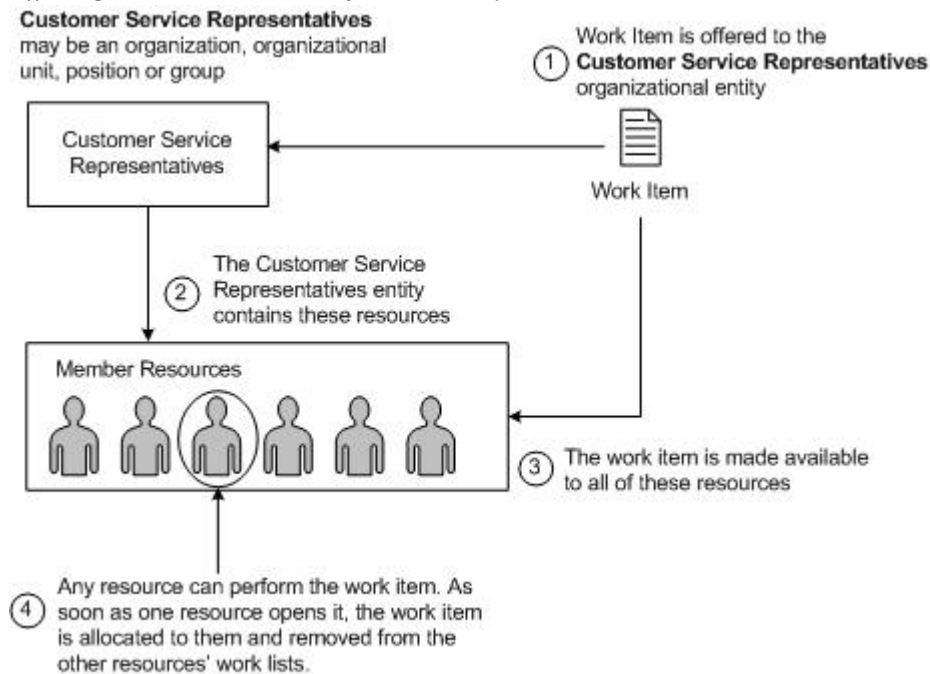 Customer Service Representatives
may be an organization, organizational
unit, position or group
Work Item is offered to the
1 Customer Service Representatives
organizational entity
Customer Service
Representatives
Work Item
The Customer Service
2 Representatives entity
contains these resources
Member Resources
3 The work item is made available
to all of these resources
Any resource can perform the work item. As
4 soon as one resource opens it, the work item
is allocated to them and removed from the
other resources' work lists.